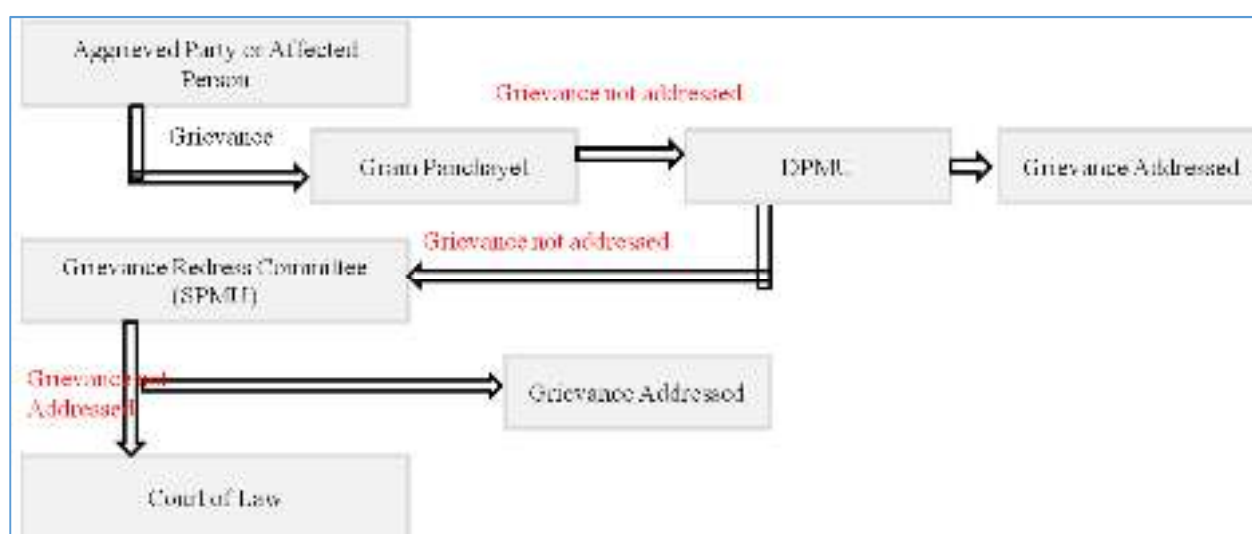 Aggrieved Party or Affected
Person
Grievance not addressed
Grievance
Gram Panchayet
DPMU
Grievance Addressed
Grievance not addressed
Grievance Redress Committee
(SPMU)
Grievance not
Addressed
Grievance Addressed
Court of Law